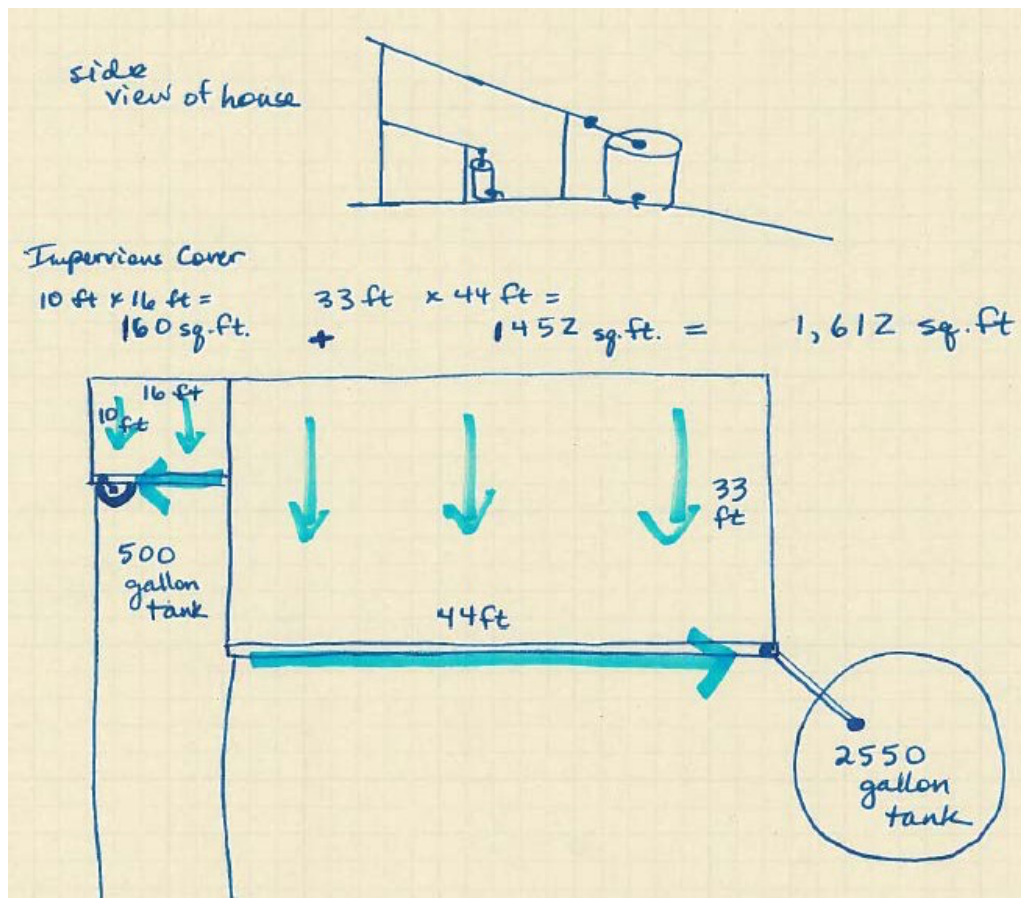 side
view of house
Impervious Cover
10 ft x 16 ft =
160 sq.ft.
+
33 ft x 44 ft =
1452 sq.ft. = 1,612 sq.ft
16 ft
10 ft
33
ft
500
gallon
tank
44ft
2550
gallon
tank